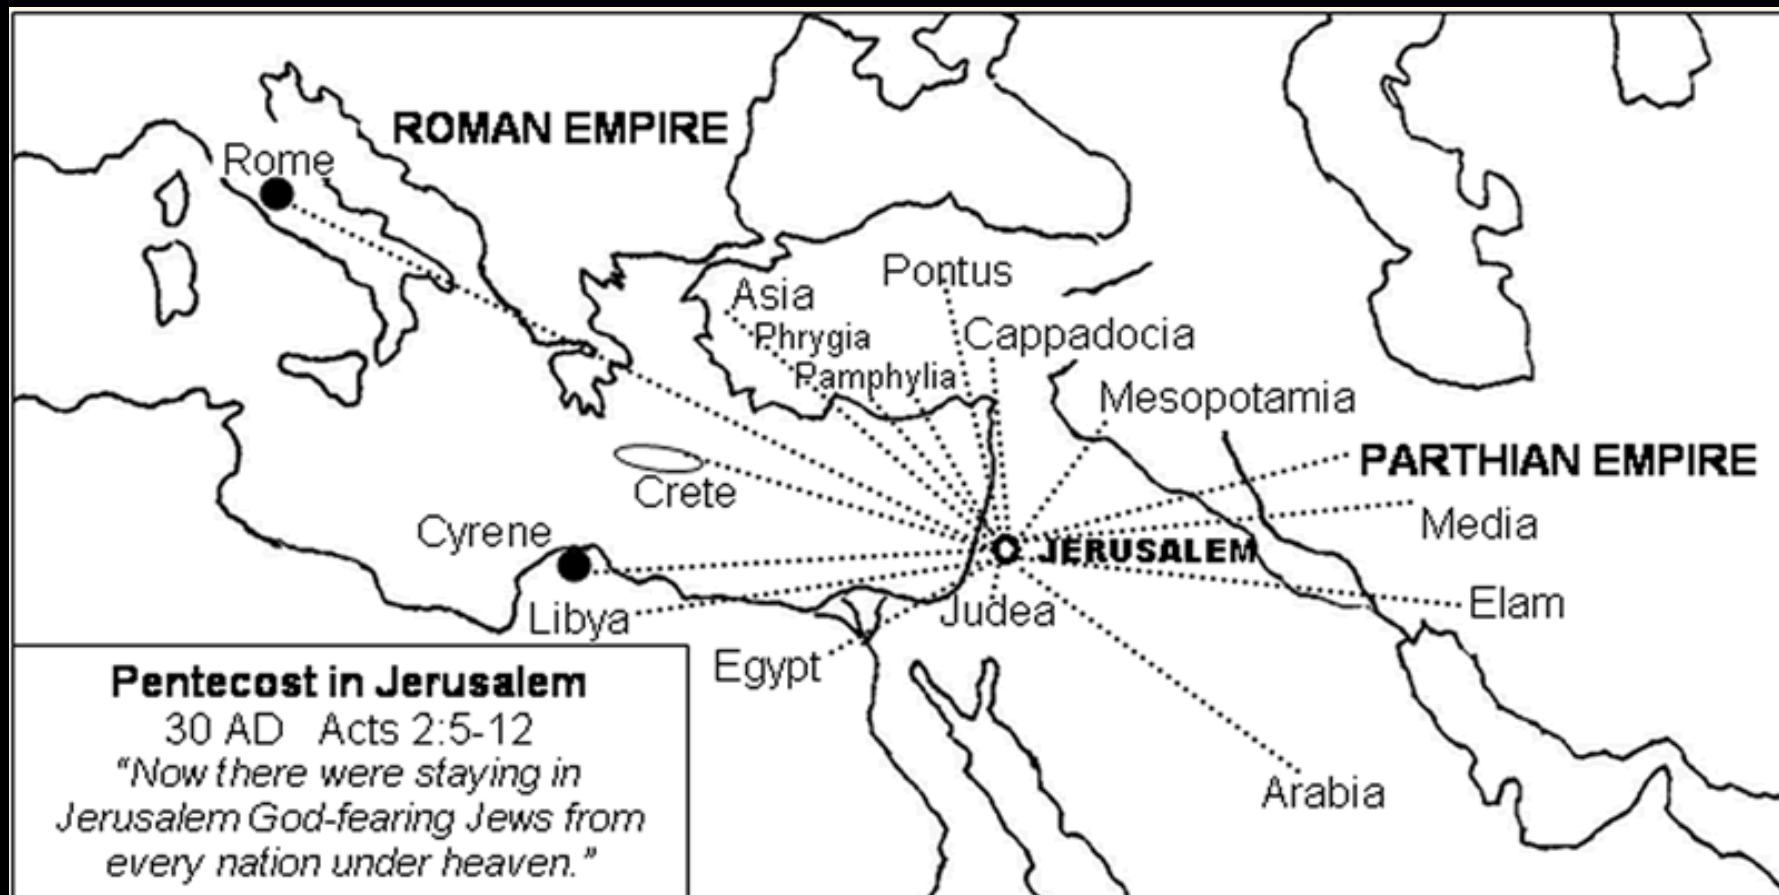 ROMAN EMPIRE
Rome
Pontus
Asia
Phrygia
Cappadocia
Pamphylia
Mesopotamia
PARTHIAN EMPIRE
Crete
Media
Cyrene
JERUSALEM
Elam
Libya
Judea
Egypt
Arabia
Pentecost in Jerusalem
30 AD Acts 2:5-12
“Now there were staying in
Jerusalem God-fearing Jews from
every nation under heaven.”